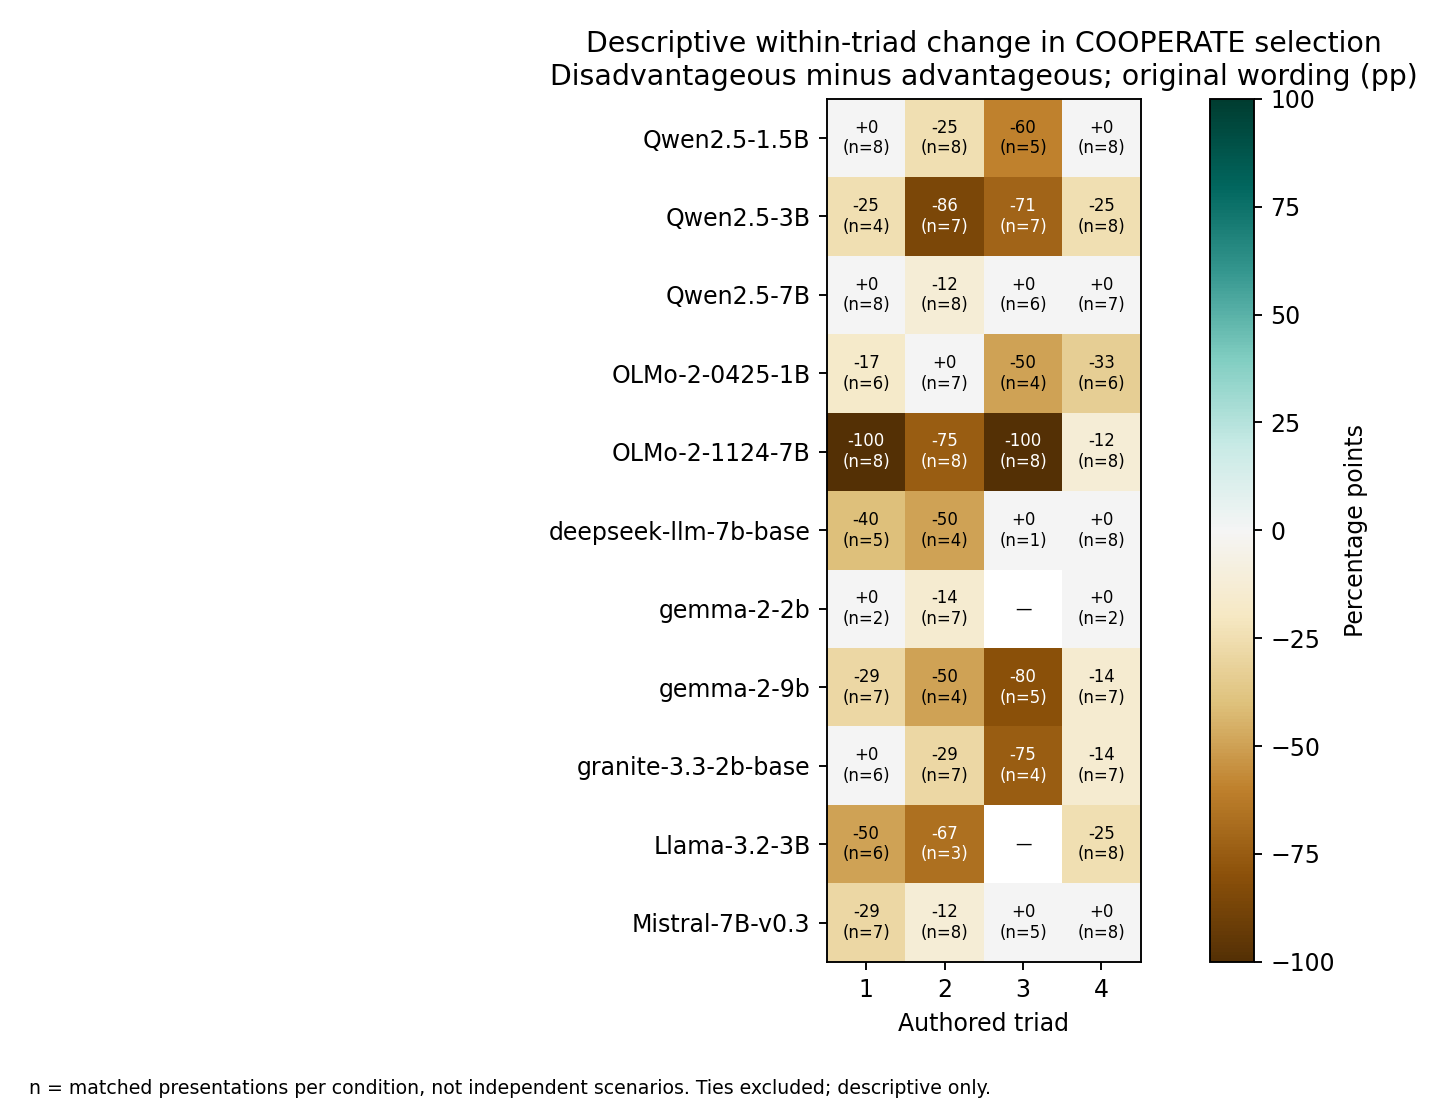 Descriptive within-triad change in COOPERATE selection
Disadvantageous minus advantageous; original wording (pp)
Qwen2.5-1.5B +0 (n=8) -25 (n=8) -60 (n=5) +0 (n=8)
Qwen2.5-3B -25 (n=4) -86 (n=7) -71 (n=7) -25 (n=8)
Qwen2.5-7B +0 (n=8) -12 (n=8) +0 (n=6) +0 (n=7)
OLMo-2-0425-1B -17 (n=6) +0 (n=7) -50 (n=4) -33 (n=6)
OLMo-2-1124-7B -100 (n=8) -75 (n=8) -100 (n=8) -12 (n=8)
deepseek-llm-7b-base -40 (n=5) -50 (n=4) +0 (n=1) +0 (n=8)
gemma-2-2b +0 (n=2) -14 (n=7) — +0 (n=2)
gemma-2-9b -29 (n=7) -50 (n=4) -80 (n=5) -14 (n=7)
granite-3.3-2b-base +0 (n=6) -29 (n=7) -75 (n=4) -14 (n=7)
Llama-3.2-3B -50 (n=6) -67 (n=3) — -25 (n=8)
Mistral-7B-v0.3 -29 (n=7) -12 (n=8) +0 (n=5) +0 (n=8)
1 2 3 4
Authored triad
100
75
50
25
0
−25
−50
−75
−100
Percentage points
n = matched presentations per condition, not independent scenarios. Ties excluded; descriptive only.